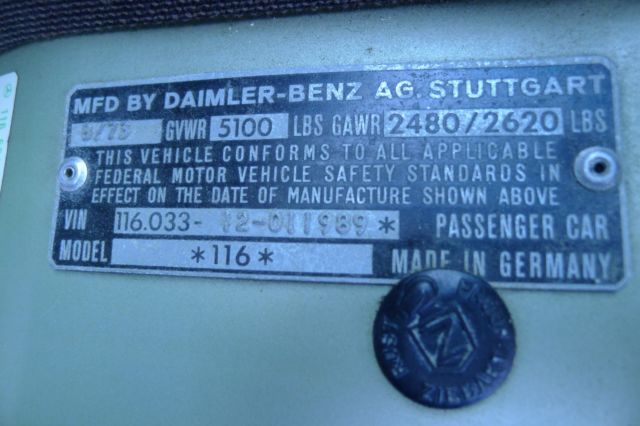 MFD BY DAIMLER-BENZ AG. STUTTGART
GVWR 5100 LBS GAWR 2480/2620 LBS
THIS VEHICLE CONFORMS TO ALL APPLICABLE
FEDERAL MOTOR VEHICLE SAFETY STANDARDS IN
EFFECT ON THE DATE OF MANUFACTURE SHOWN ABOVE
VIN 116.033-12-011989* PASSENGER CAR
MODEL *116* MADE IN GERMANY
Z
RUST
ZIEBART